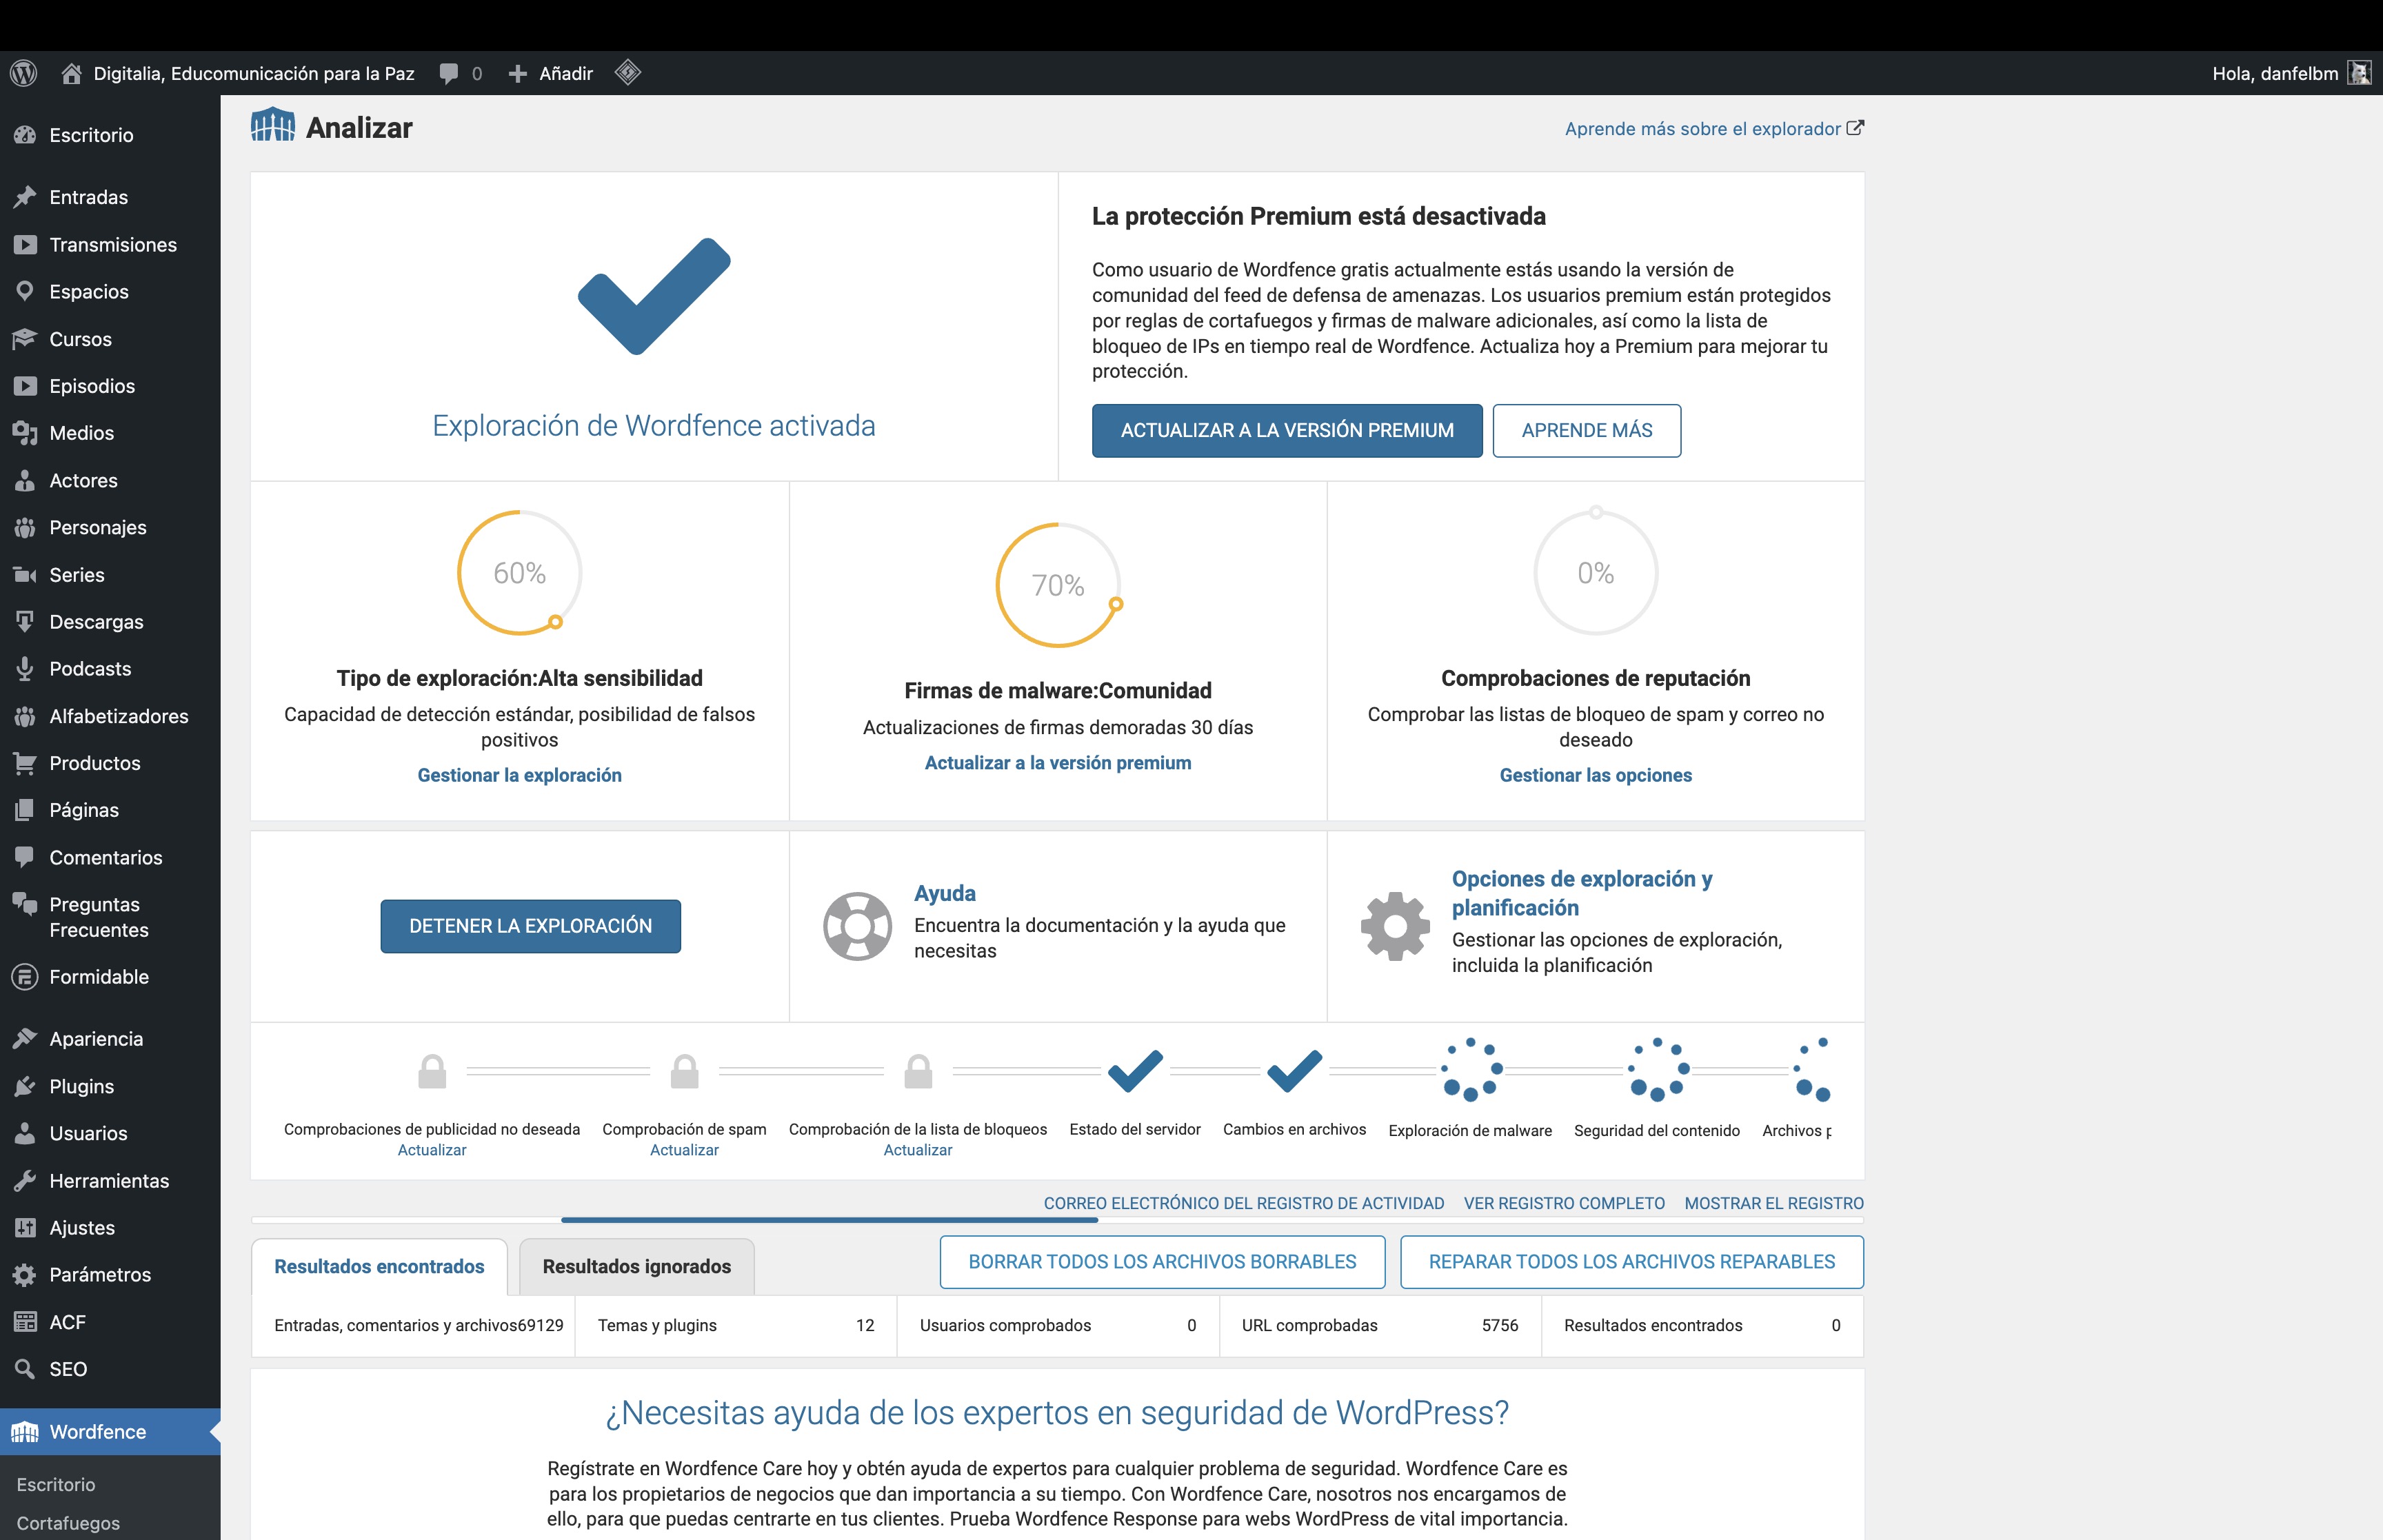 Digitalia, Educomunicación para la Paz
0
Añadir
Hola, danfelbm
Escritorio
Entradas
Transmisiones
Espacios
Cursos
Episodios
Medios
Actores
Personajes
Series
Descargas
Podcasts
Alfabetizadores
Productos
Páginas
Comentarios
Preguntas
Frecuentes
Formidable
Apariencia
Plugins
Usuarios
Herramientas
Ajustes
Parámetros
ACF
SEO
Wordfence
Escritorio
Cortafuegos
Analizar
Aprende más sobre el explorador
Exploración de Wordfence activada
La protección Premium está desactivada
Como usuario de Wordfence gratis actualmente estás usando la versión de
comunidad del feed de defensa de amenazas. Los usuarios premium están protegidos
por reglas de cortafuegos y firmas de malware adicionales, así como la lista de
bloqueo de IPs en tiempo real de Wordfence. Actualiza hoy a Premium para mejorar tu
protección.
ACTUALIZAR A LA VERSIÓN PREMIUM
APRENDE MÁS
60%
Tipo de exploración:Alta sensibilidad
Capacidad de detección estándar, posibilidad de falsos
positivos
Gestionar la exploración
70%
Firmas de malware:Comunidad
Actualizaciones de firmas demoradas 30 días
Actualizar a la versión premium
0%
Comprobaciones de reputación
Comprobar las listas de bloqueo de spam y correo no
deseado
Gestionar las opciones
DETENER LA EXPLORACIÓN
Ayuda
Encuentra la documentación y la ayuda que
necesitas
Opciones de exploración y
planificación
Gestionar las opciones de exploración,
incluida la planificación
Comprobaciones de publicidad no deseada
Actualizar
Comprobación de spam
Actualizar
Comprobación de la lista de bloqueos
Actualizar
Estado del servidor
Cambios en archivos
Exploración de malware
Seguridad del contenido
Archivos
CORREO ELECTRÓNICO DEL REGISTRO DE ACTIVIDAD
VER REGISTRO COMPLETO
MOSTRAR EL REGISTRO
Resultados encontrados
Resultados ignorados
BORRAR TODOS LOS ARCHIVOS BORRABLES
REPARAR TODOS LOS ARCHIVOS REPARABLES
Entradas, comentarios y archivos69129
Temas y plugins 12
Usuarios comprobados 0
URL comprobadas 5756
Resultados encontrados 0
¿Necesitas ayuda de los expertos en seguridad de WordPress?
Regístrate en Wordfence Care hoy y obtén ayuda de expertos para cualquier problema de seguridad. Wordfence Care es
para los propietarios de negocios que dan importancia a su tiempo. Con Wordfence Care, nosotros nos encargamos de
ello, para que puedas centrarte en tus clientes. Prueba Wordfence Response para webs WordPress de vital importancia.